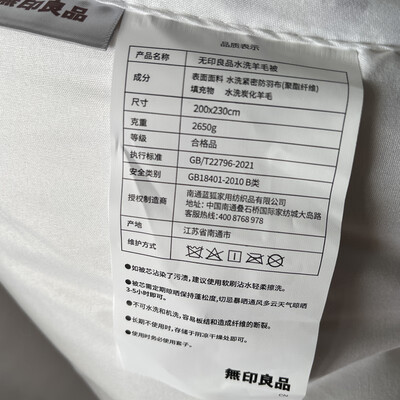 無印良品
品质表示
产品名称 无印良品水洗羊毛被
成分 表面面料 水洗紧密防羽布(聚酯纤维)
填充物 水洗炭化羊毛
尺寸 200x230cm
克重 2650g
等级 合格品
执行标准 GB/T22796-2021
安全类别 GB18401-2010 B类
授权制造商 南通蓝狐家用纺织品有限公司
地址:中国南通叠石桥国际家纺城大岛路
客服热线:400 8768 978
产地 江苏省南通市
维护方式
●如被芯沾染了污渍,建议使用软刷沾水轻柔擦洗。
●被芯需定期晾晒保持蓬松度,切忌暴晒通风多云天气晾晒
3-5小时即可。
●不可水洗和机洗,容易板结和造成纤维的断裂。
●长期不使用时,存储于阴凉干燥处即可。
●使用时务必使用套子。
無印良品